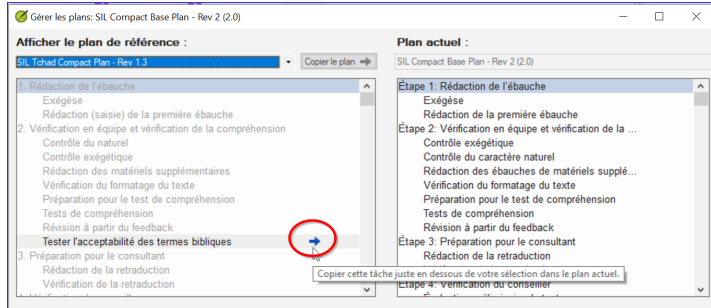 Gérer les plans: SIL Compact Base Plan - Rev 2 (2.0)
Afficher le plan de référence :
SIL Tchad Compact Plan - Rev 1.3
Copier le plan
1. Rédaction de l'ébauche
Exégèse
Rédaction (saisie) de la première ébauche
2. Vérification en équipe et vérification de la compréhension
Contrôle du naturel
Contrôle exégétique
Rédaction des matériels supplémentaires
Vérification du formatage du texte
Préparation pour le test de compréhension
Tests de compréhension
Révision à partir du feedback
Tester l'acceptabilité des termes bibliques
3. Préparation pour le consultant
Rédaction de la retraduction
Vérification de la retraduction
Plan actuel :
SIL Compact Base Plan - Rev 2 (2.0)
Étape 1: Rédaction de l'ébauche
Exégèse
Rédaction de la première ébauche
Étape 2: Vérification en équipe et vérification de la ...
Contrôle exégétique
Contrôle du caractère naturel
Rédaction des ébauches de matériels supplé...
Vérification du formatage du texte
Préparation pour le test de compréhension
Tests de compréhension
Révision à partir du feedback
Étape 3: Préparation pour le consultant
Rédaction de la retraduction
Copier cette tâche juste en dessous de votre sélection dans le plan actuel.
Étape 4: Vérification du conseiller